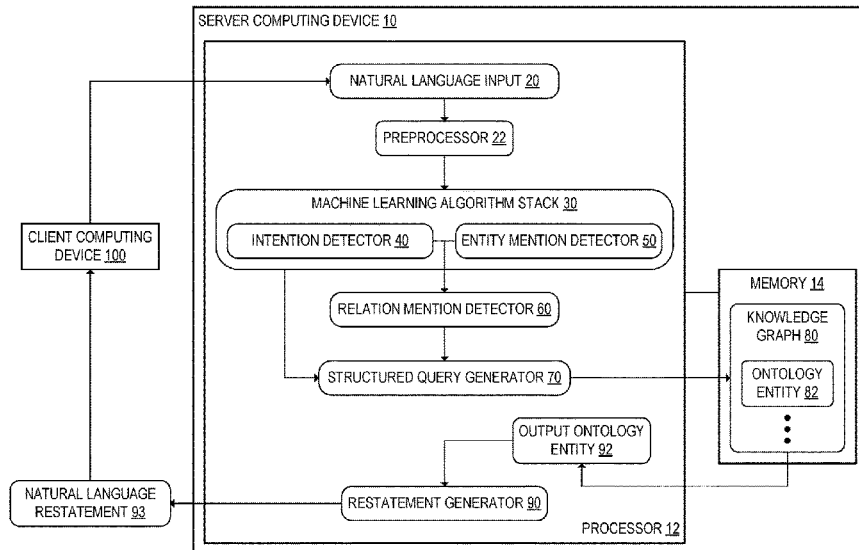 SERVER COMPUTING DEVICE 10
NATURAL LANGUAGE INPUT 20
PREPROCESSOR 22
MACHINE LEARNING ALGORITHM STACK 30
INTENTION DETECTOR 40
ENTITY MENTION DETECTOR 50
CLIENT COMPUTING
DEVICE 100
RELATION MENTION DETECTOR 60
MEMORY 14
KNOWLEDGE
GRAPH 80
STRUCTURED QUERY GENERATOR 70
ONTOLOGY
ENTITY 82
OUTPUT ONTOLOGY
ENTITY 92
NATURAL LANGUAGE
RESTATEMENT 93
RESTATEMENT GENERATOR 90
PROCESSOR 12